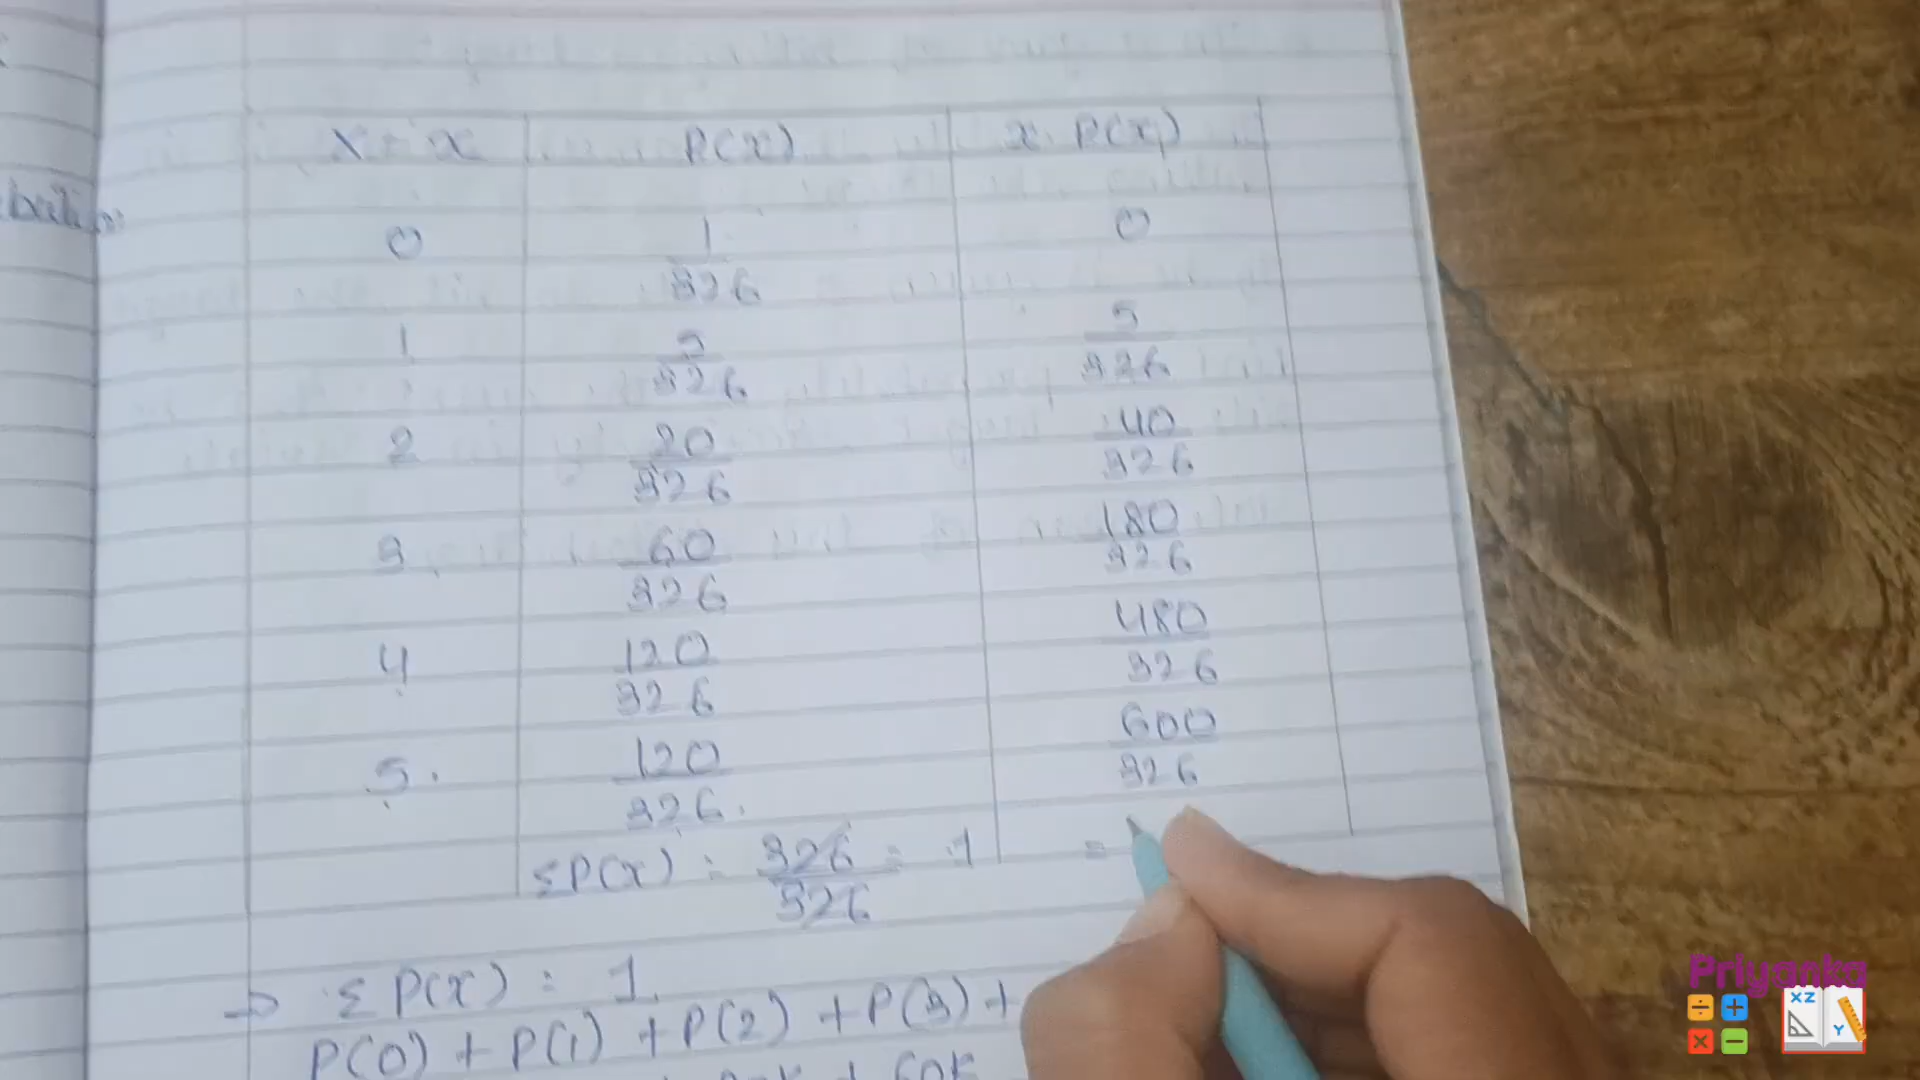 X = x P(x) x P(x)
0 1/326 0
1 5/326 5/326
2 20/326 40/326
3 60/326 180/326
4 120/326 480/326
5. 120/326. 600/326
ΣP(x) = 326/326 = 1 =
→ ΣP(x) = 1.
P(0) + P(1) + P(2) + P(3) +
Priyanka
XZ
Y